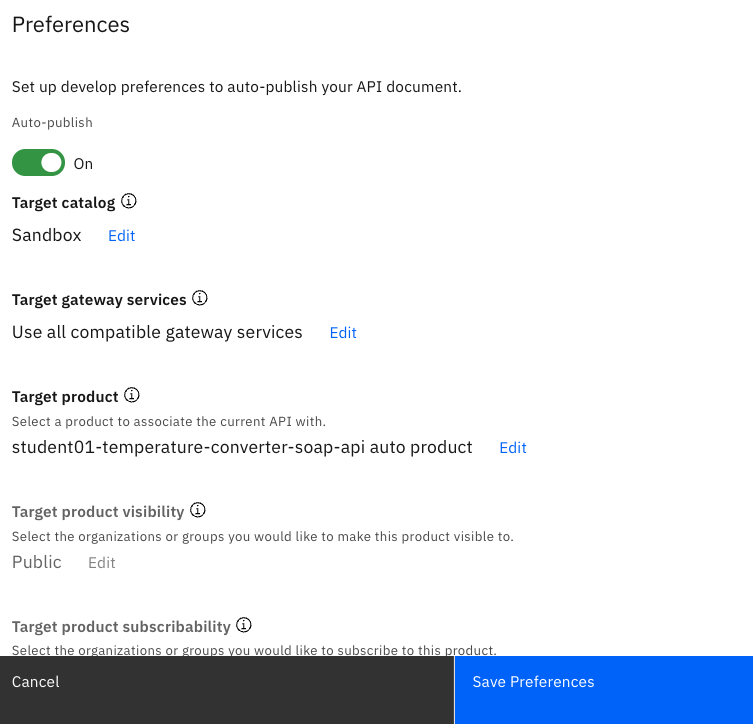 Preferences
Set up develop preferences to auto-publish your API document.
Auto-publish
On
Target catalog
Sandbox Edit
Target gateway services
Use all compatible gateway services Edit
Target product
Select a product to associate the current API with.
student01-temperature-converter-soap-api auto product Edit
Target product visibility
Select the organizations or groups you would like to make this product visible to.
Public Edit
Target product subscribability
Select the organizations or groups you would like to subscribe to this product.
Cancel Save Preferences